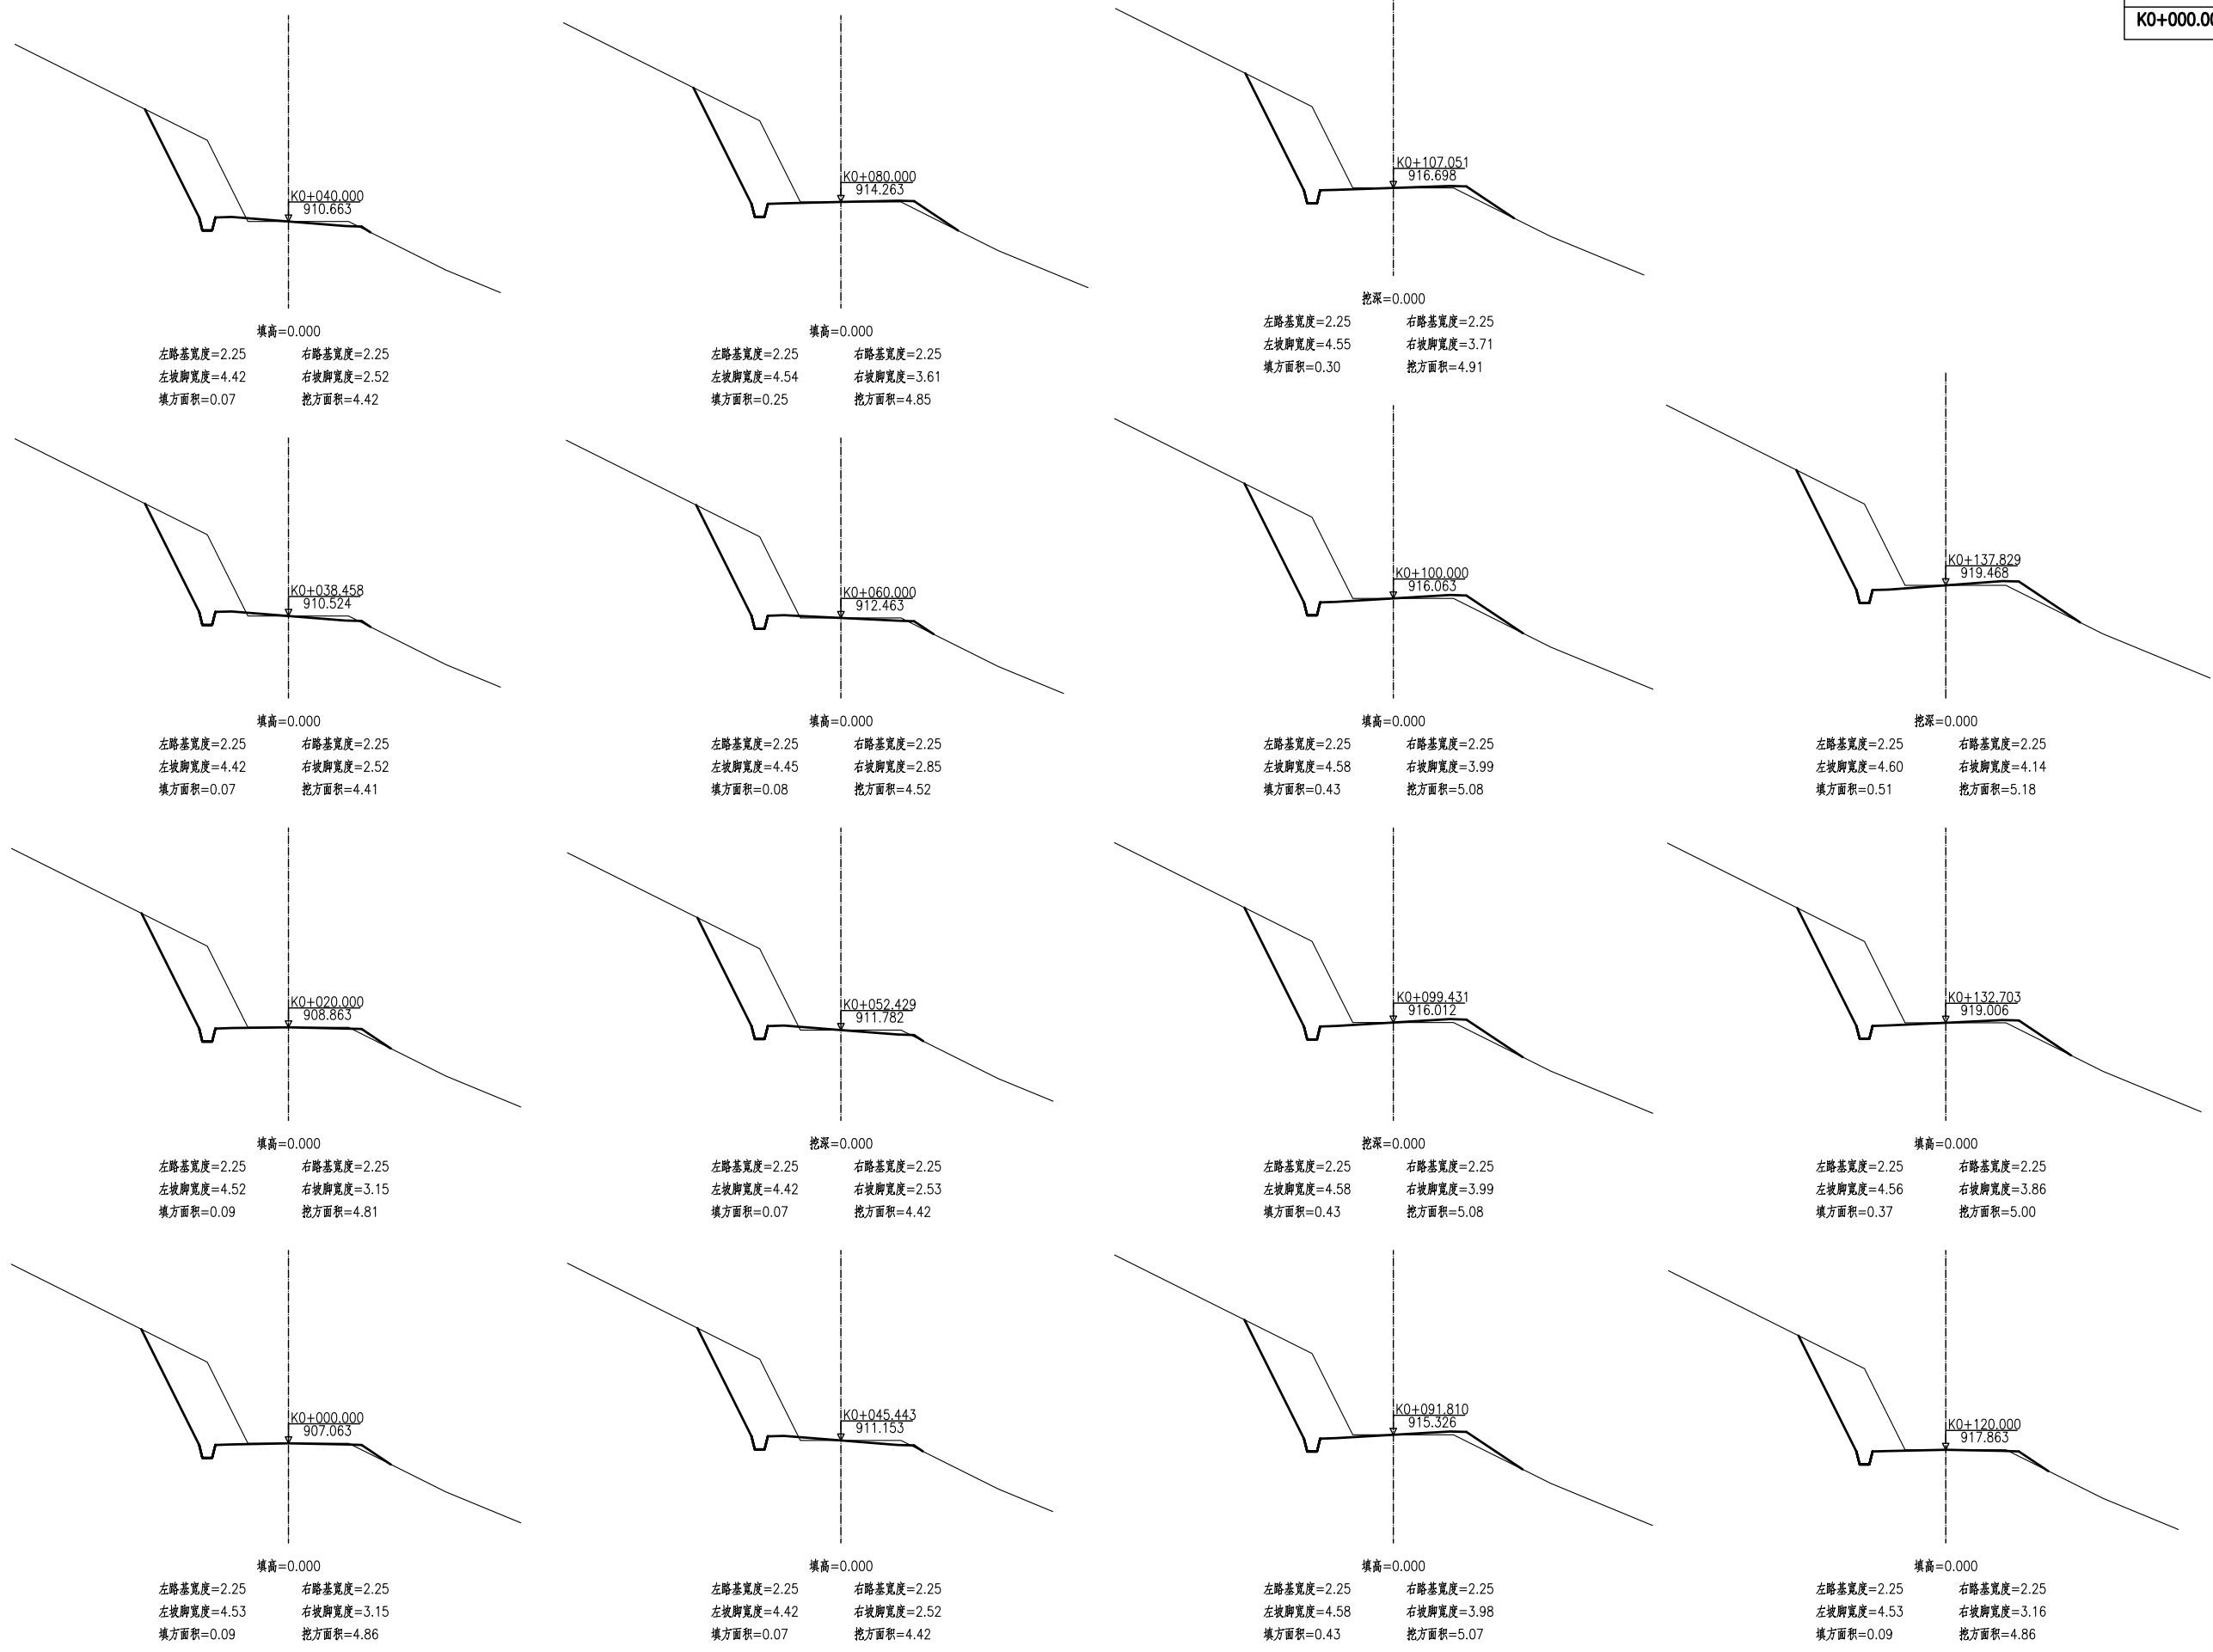 K0+000.00
K0+040.000
910.663
填高=0.000
左路基宽度=2.25 右路基宽度=2.25
左坡脚宽度=4.42 右坡脚宽度=2.52
填方面积=0.07 挖方面积=4.42
K0+080.000
914.263
填高=0.000
左路基宽度=2.25 右路基宽度=2.25
左坡脚宽度=4.54 右坡脚宽度=3.61
填方面积=0.25 挖方面积=4.85
K0+107.051
916.698
挖深=0.000
左路基宽度=2.25 右路基宽度=2.25
左坡脚宽度=4.55 右坡脚宽度=3.71
填方面积=0.30 挖方面积=4.91
K0+038.458
910.524
填高=0.000
左路基宽度=2.25 右路基宽度=2.25
左坡脚宽度=4.42 右坡脚宽度=2.52
填方面积=0.07 挖方面积=4.41
K0+060.000
912.463
填高=0.000
左路基宽度=2.25 右路基宽度=2.25
左坡脚宽度=4.45 右坡脚宽度=2.85
填方面积=0.08 挖方面积=4.52
K0+100.000
916.063
填高=0.000
左路基宽度=2.25 右路基宽度=2.25
左坡脚宽度=4.58 右坡脚宽度=3.99
填方面积=0.43 挖方面积=5.08
K0+137.829
919.468
挖深=0.000
左路基宽度=2.25 右路基宽度=2.25
左坡脚宽度=4.60 右坡脚宽度=4.14
填方面积=0.51 挖方面积=5.18
K0+020.000
908.863
填高=0.000
左路基宽度=2.25 右路基宽度=2.25
左坡脚宽度=4.52 右坡脚宽度=3.15
填方面积=0.09 挖方面积=4.81
K0+052.429
911.782
挖深=0.000
左路基宽度=2.25 右路基宽度=2.25
左坡脚宽度=4.42 右坡脚宽度=2.53
填方面积=0.07 挖方面积=4.42
K0+099.431
916.012
挖深=0.000
左路基宽度=2.25 右路基宽度=2.25
左坡脚宽度=4.58 右坡脚宽度=3.99
填方面积=0.43 挖方面积=5.08
K0+132.703
919.006
填高=0.000
左路基宽度=2.25 右路基宽度=2.25
左坡脚宽度=4.56 右坡脚宽度=3.86
填方面积=0.37 挖方面积=5.00
K0+000.000
907.063
填高=0.000
左路基宽度=2.25 右路基宽度=2.25
左坡脚宽度=4.53 右坡脚宽度=3.15
填方面积=0.09 挖方面积=4.86
K0+045.443
911.153
填高=0.000
左路基宽度=2.25 右路基宽度=2.25
左坡脚宽度=4.42 右坡脚宽度=2.52
填方面积=0.07 挖方面积=4.42
K0+091.810
915.326
填高=0.000
左路基宽度=2.25 右路基宽度=2.25
左坡脚宽度=4.58 右坡脚宽度=3.98
填方面积=0.43 挖方面积=5.07
K0+120.000
917.863
填高=0.000
左路基宽度=2.25 右路基宽度=2.25
左坡脚宽度=4.53 右坡脚宽度=3.16
填方面积=0.09 挖方面积=4.86